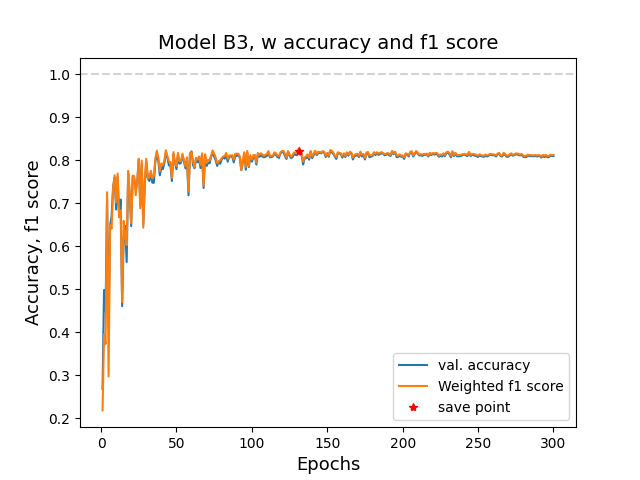 Model B3, w accuracy and f1 score
Accuracy, f1 score
1.0
0.9
0.8
0.7
0.6
0.5
0.4
0.3
0.2
val. accuracy
Weighted f1 score
save point
0 50 100 150 200 250 300
Epochs